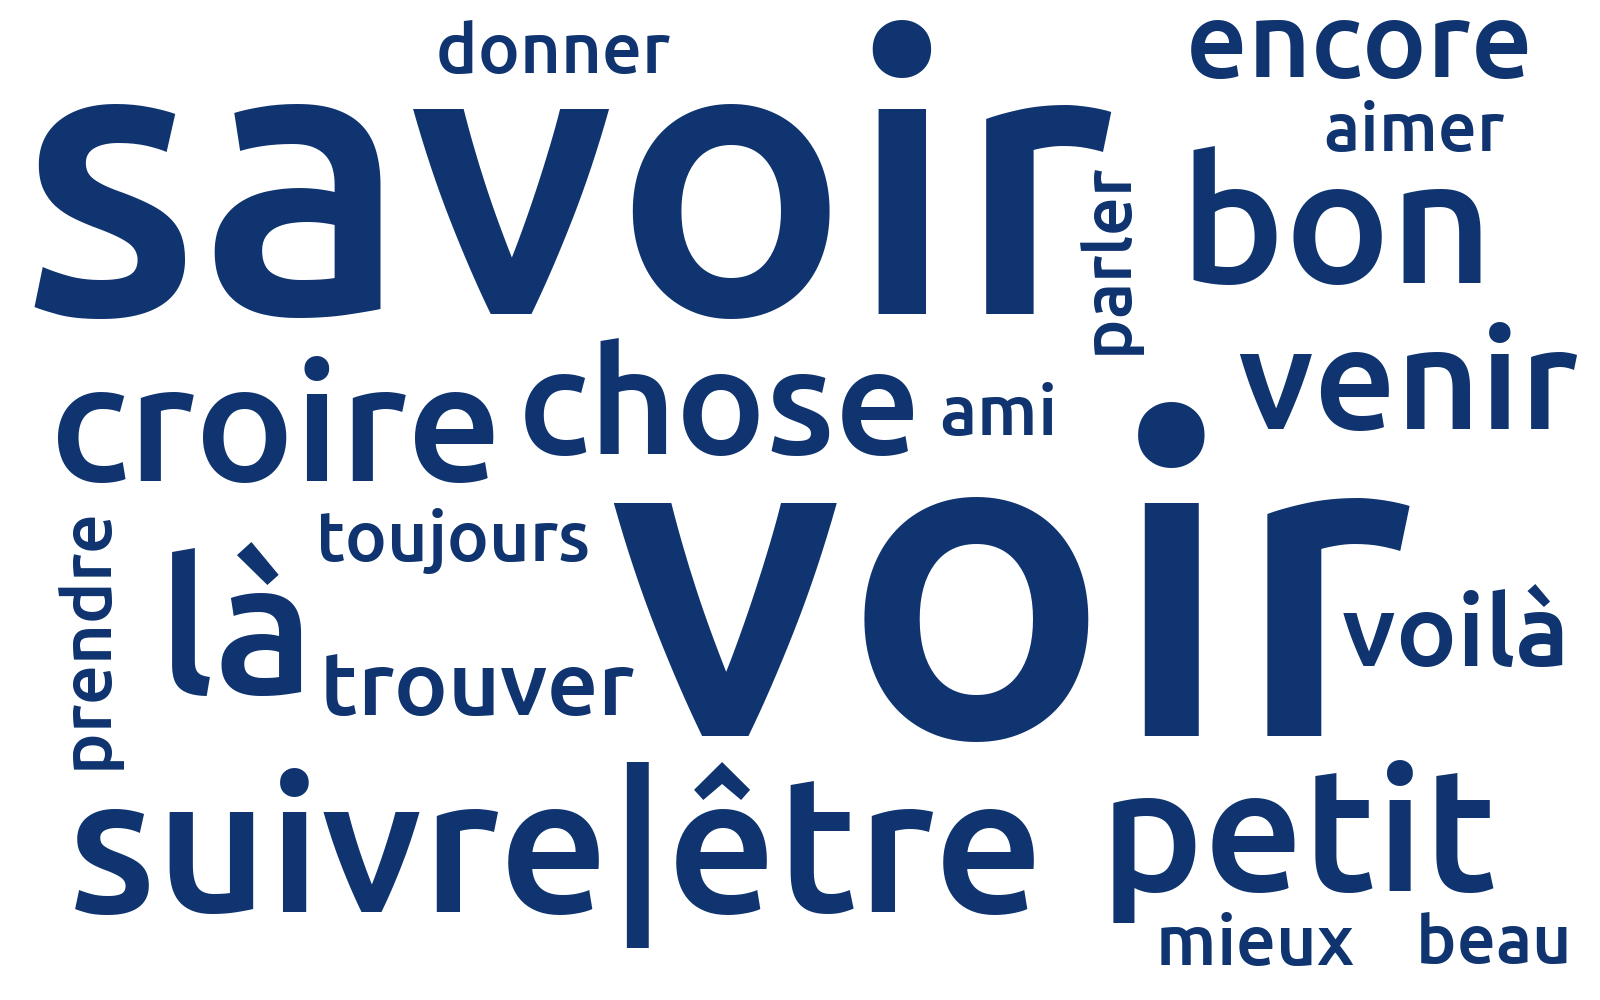 donner
encore
aimer
savoir
bon
parler
venir
croire
chose
ami
voir
prendre
toujours
là
voilà
trouver
suivre|être
petit
mieux
beau